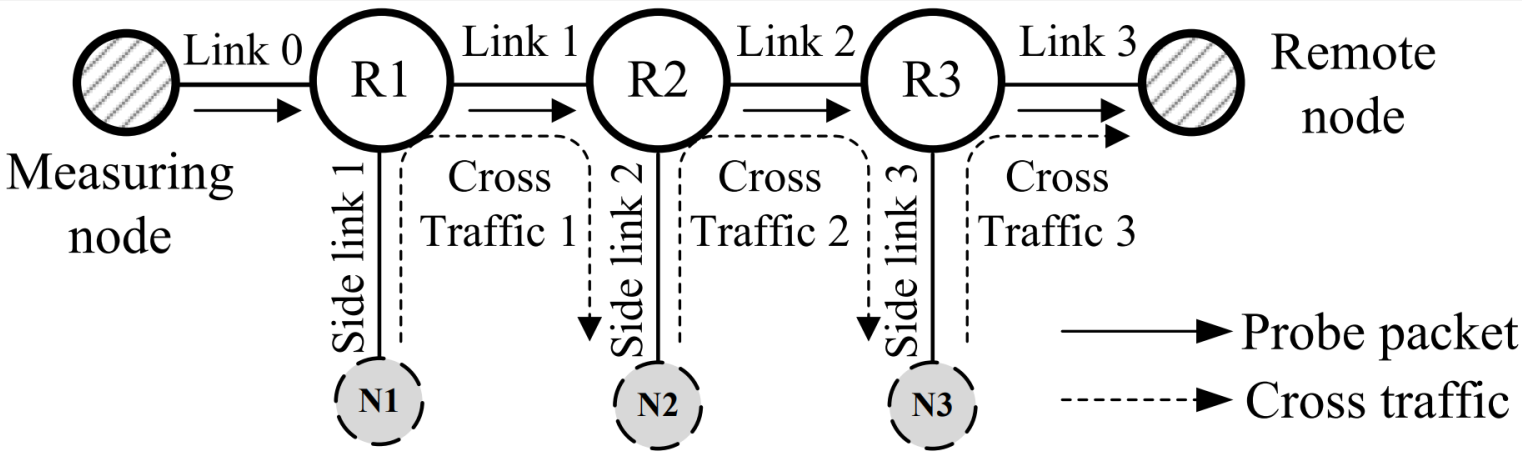 Link 0
Link 1
Link 2
Link 3
R1
R2
R3
Remote
node
Measuring
node
Side link 1
Cross
Traffic 1
Side link 2
Cross
Traffic 2
Side link 3
Cross
Traffic 3
N1
N2
N3
Probe packet
Cross traffic